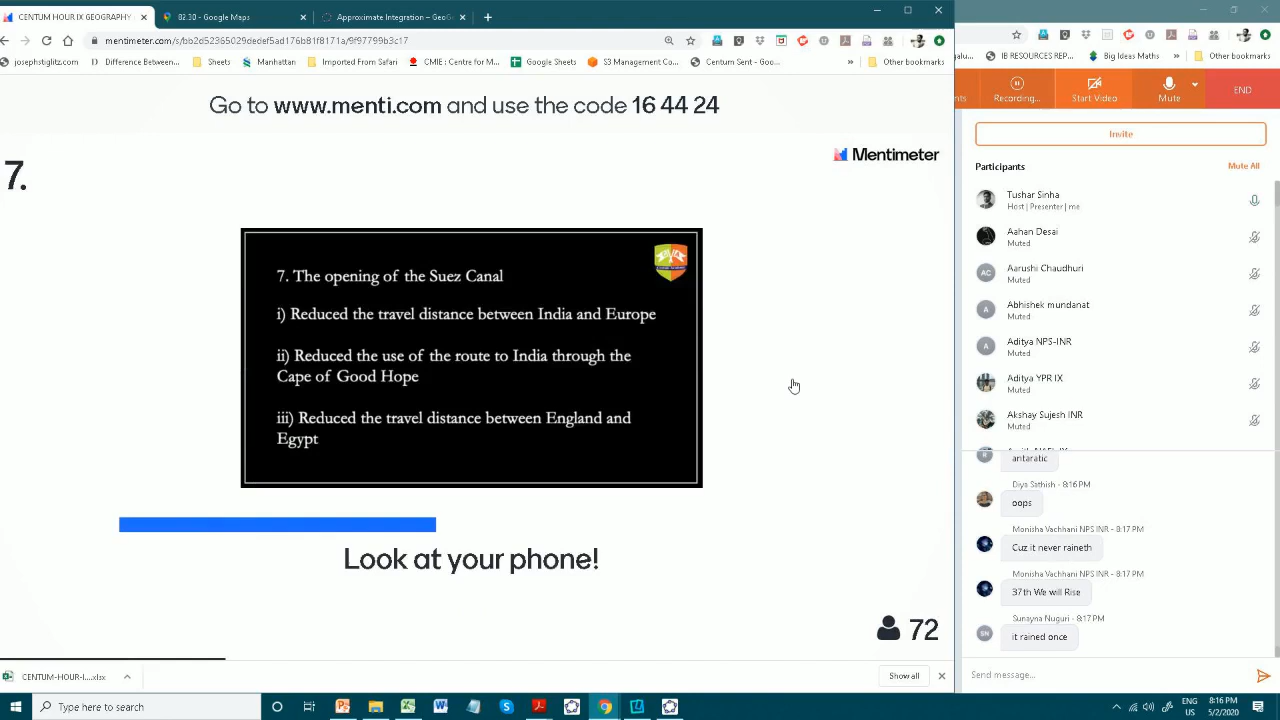 CENTUM HOUR IX GEOGRAPHY
82.30 - Google Maps
Approximate Integration – GeoG
mentimeter.com/s/bb2d52365029dedef5ad176b81f8171a/9f97799b3c17
josephstiglitz.com
Difference Between...
Sheets
Manhattan
Imported From Safari
CMIE : Centre for M...
Google Sheets
S3 Management Co...
Centum Sent - Goo...
Other bookmarks
IB RESOURCES REP...
Big Ideas Maths
Other bookmarks
Go to www.menti.com and use the code 16 44 24
Mentimeter
7.
7. The opening of the Suez Canal
i) Reduced the travel distance between India and Europe
ii) Reduced the use of the route to India through the
Cape of Good Hope
iii) Reduced the travel distance between England and
Egypt
Look at your phone!
72
CENTUM-HOUR-I....xlsx
Show all
Recording...
Start Video
Mute
END
Invite
Participants
Mute All
Tushar Sinha
Host | Presenter | me
Aahan Desai
Muted
AC
Aarushi Chaudhuri
Muted
A
Abhishek mundanat
Muted
A
Aditya NPS-INR
Muted
Aditya YPR IX
Muted
Akshay Sujesh INR
Muted
R
antaratic
Diya Sathish - 8:16 PM
oops
Monisha Vachhani NPS INR - 8:17 PM
Cuz it never raineth
Monisha Vachhani NPS INR - 8:17 PM
37th We will Rise
Sunayna Nuguri - 8:17 PM
SN
it rained once
Send message...
Type here to search
ENG
US
8:16 PM
5/2/2020